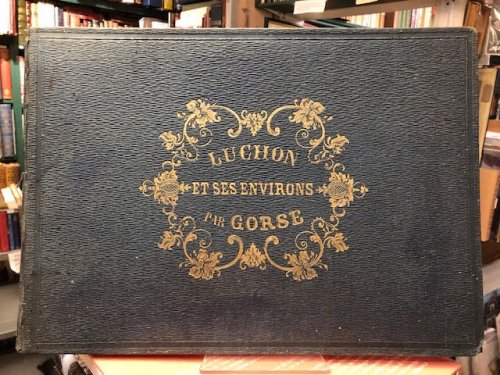 LUCHON
ET SES ENVIRONS
PAR GORSE